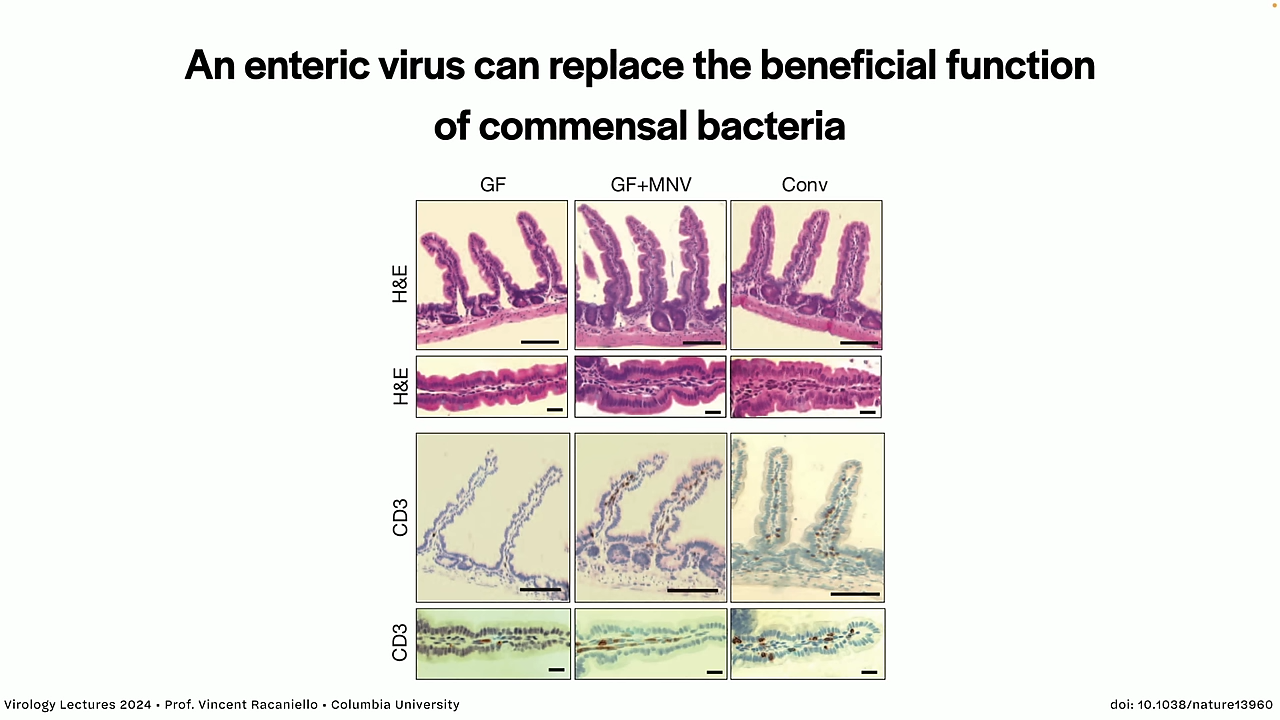 An enteric virus can replace the beneficial function
of commensal bacteria
GF
GF+MNV
Conv
H&E
H&E
CD3
CD3
Virology Lectures 2024 • Prof. Vincent Racaniello • Columbia University
doi: 10.1038/nature13960